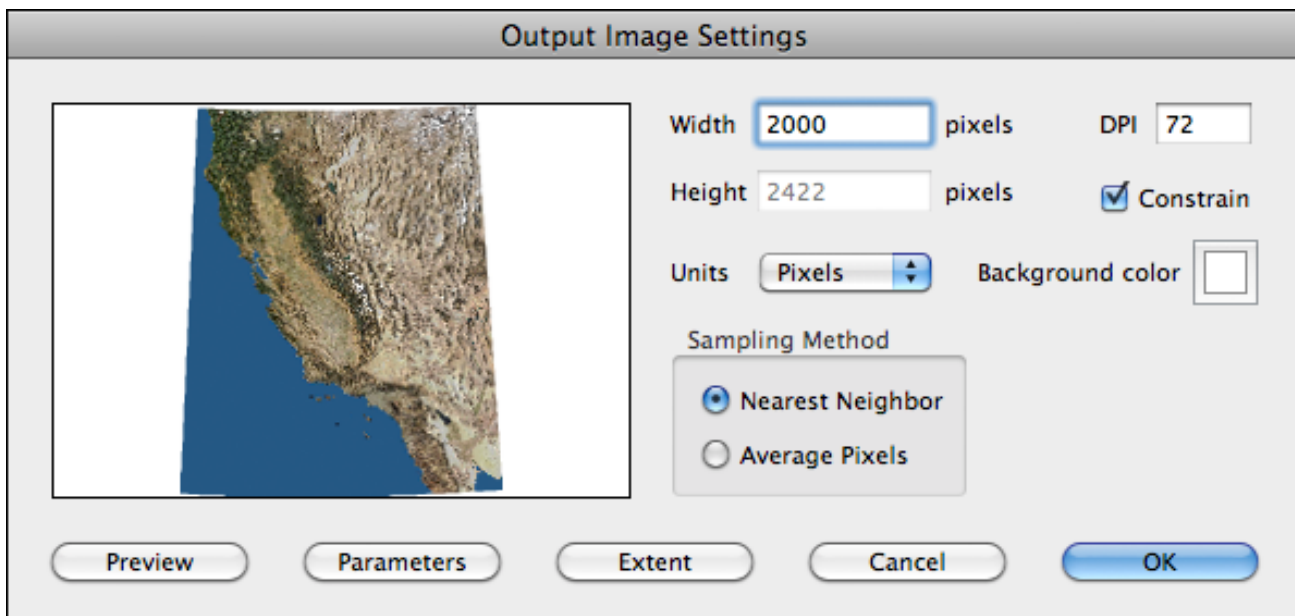 Output Image Settings
Width 2000 pixels DPI 72
Height 2422 pixels Constrain
Units Pixels Background color
Sampling Method
Nearest Neighbor
Average Pixels
Preview Parameters Extent Cancel OK